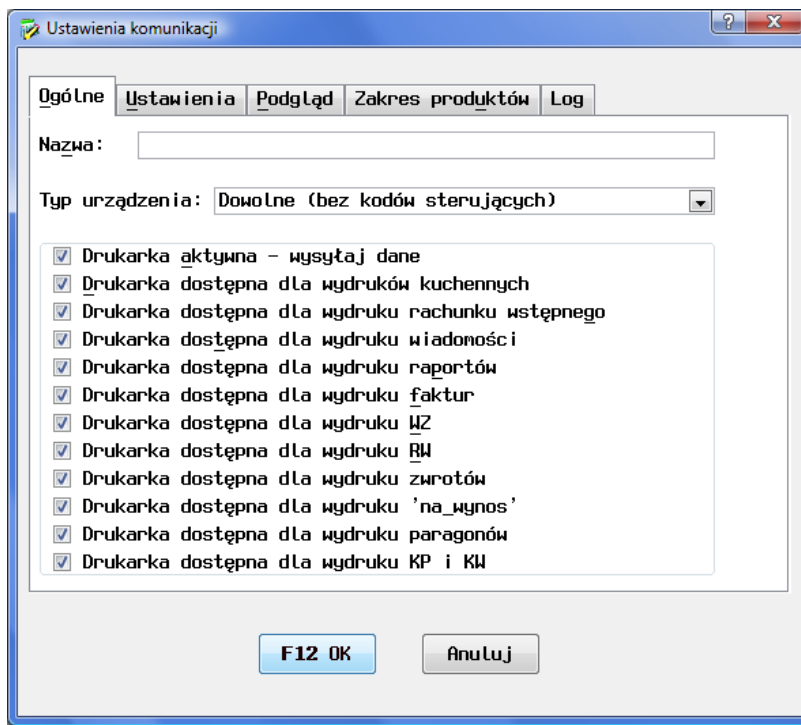 Ustawienia komunikacji
Ogólne Ustawienia Podgląd Zakres produktów Log
Nazwa:
Typ urządzenia: Dowolne (bez kodów sterujących)
Drukarka aktywna - wysyłaj dane
Drukarka dostępna dla wydruków kuchennych
Drukarka dostępna dla wydruku rachunku wstępnego
Drukarka dostępna dla wydruku wiadomości
Drukarka dostępna dla wydruku raportów
Drukarka dostępna dla wydruku faktur
Drukarka dostępna dla wydruku WZ
Drukarka dostępna dla wydruku RW
Drukarka dostępna dla wydruku zwrotów
Drukarka dostępna dla wydruku 'na_wynos'
Drukarka dostępna dla wydruku paragonów
Drukarka dostępna dla wydruku KP i KW
F12 OK Anuluj